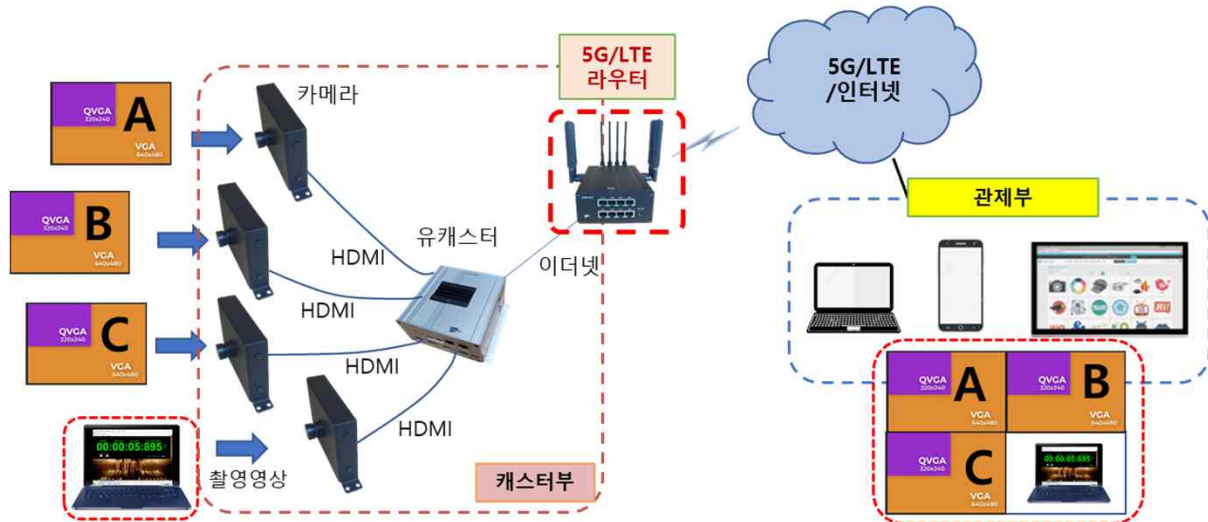 5G/LTE
라우터
5G/LTE
/인터넷
카메라
QVGA
320x240
A
VGA
640x480
관제부
QVGA
320x240
B
VGA
640x480
유캐스터
HDMI
이더넷
HDMI
QVGA
320x240
C
VGA
640x480
HDMI
QVGA
320x240
A
VGA
640x480
QVGA
320x240
B
VGA
640x480
HDMI
00:00:05:895
촬영영상
캐스터부
QVGA
320x240
C
VGA
640x480
00:00:05:895